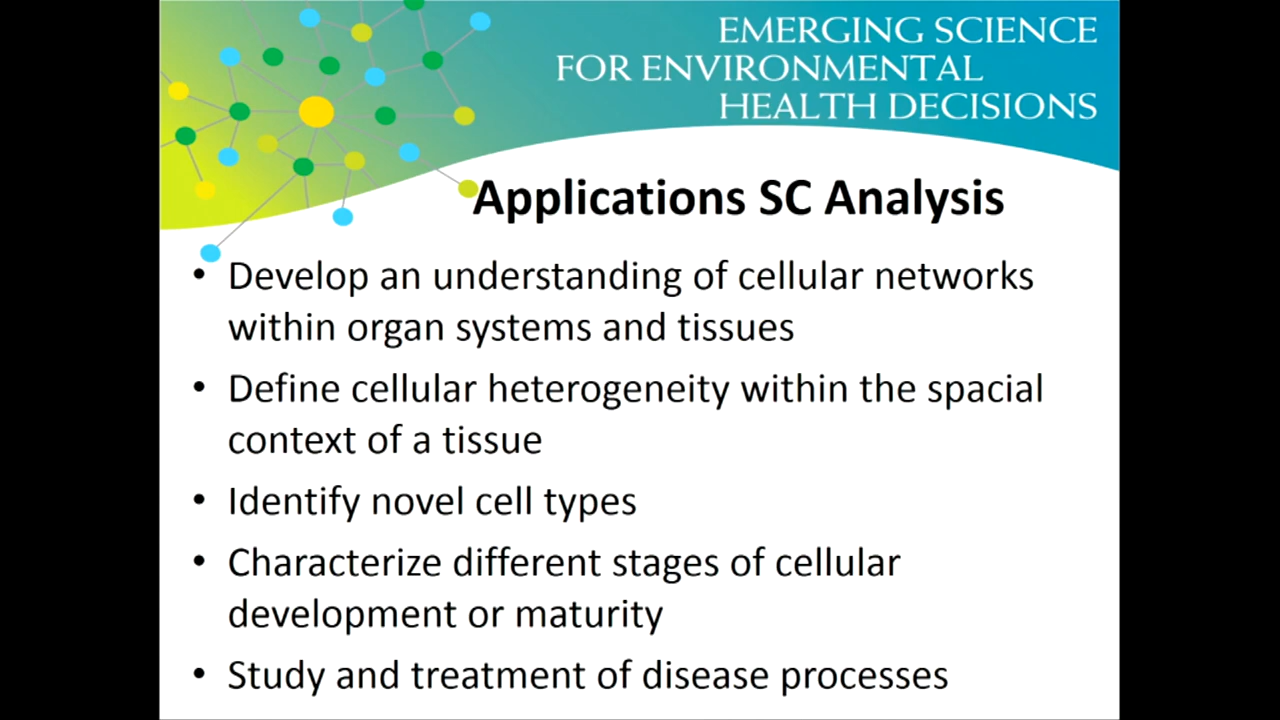 EMERGING SCIENCE
FOR ENVIRONMENTAL
HEALTH DECISIONS
Applications SC Analysis
• Develop an understanding of cellular networks
within organ systems and tissues
• Define cellular heterogeneity within the spacial
context of a tissue
• Identify novel cell types
• Characterize different stages of cellular
development or maturity
• Study and treatment of disease processes